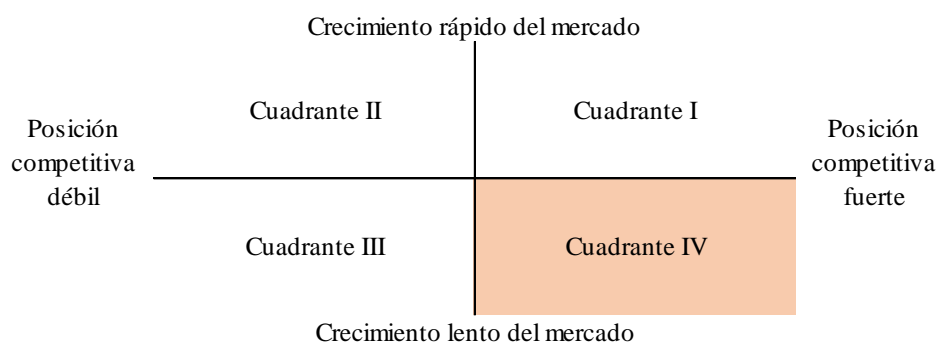 Crecimiento rápido del mercado
Cuadrante II
Cuadrante I
Posición
competitiva
débil
Posición
competitiva
fuerte
Cuadrante III
Cuadrante IV
Crecimiento lento del mercado